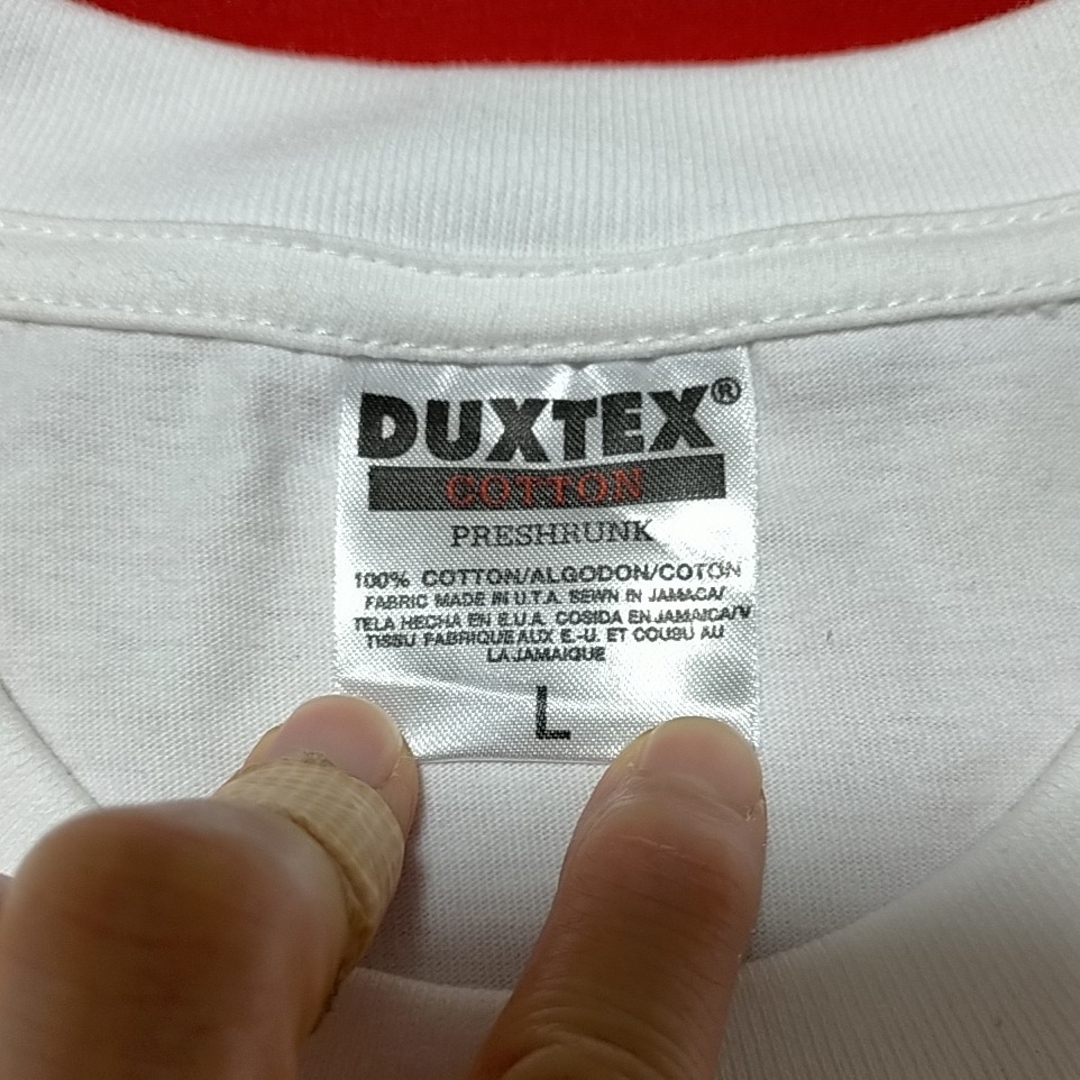 DUXTEX®
COTTON
PRESHRUNK
100% COTTON/ALGODON/COTON
FABRIC MADE IN U.T.A. SEWN IN JAMACA/
TELA HECHA EN E.U.A. COSIDA EN JAMAICA/V
TISSU FABRIQUE AUX E.-U. ET COUSU AU
LA JAMAIQUE
L